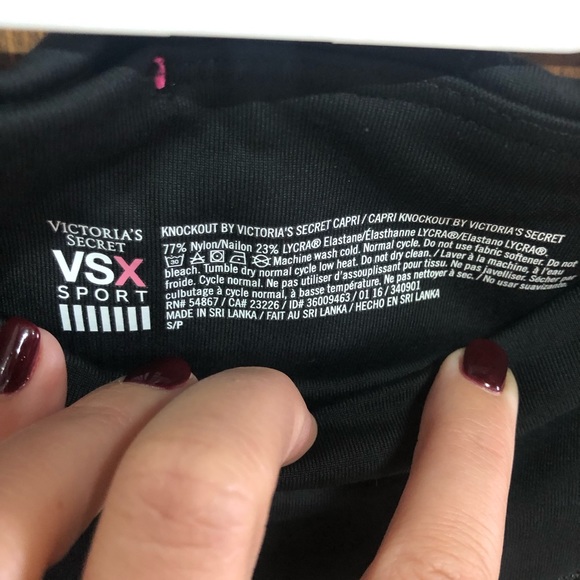 VICTORIA'S
SECRET
VSX
SPORT
KNOCKOUT BY VICTORIA'S SECRET CAPRI / CAPRI KNOCKOUT BY VICTORIA'S SECRET
77% Nylon/Nailon 23% LYCRA® Elastane/Élasthanne LYCRA®/Elastano LYCRA®.
30 Machine wash cold. Normal cycle. Do not use fabric softener. Do not
bleach. Tumble dry normal cycle low heat. Do not dry clean. / Laver à la machine, à l'eau
froide. Cycle normal. Ne pas utiliser d'assouplissant pour tissu. Ne pas javelliser. Sécher
culbutage à cycle normal, à basse température. Ne pas nettoyer à sec. / No usar suavizante.
RN# 54867 / CA# 23226 / ID# 36009463 / 01 16 / 340901
MADE IN SRI LANKA / FAIT AU SRI LANKA / HECHO EN SRI LANKA
S/P